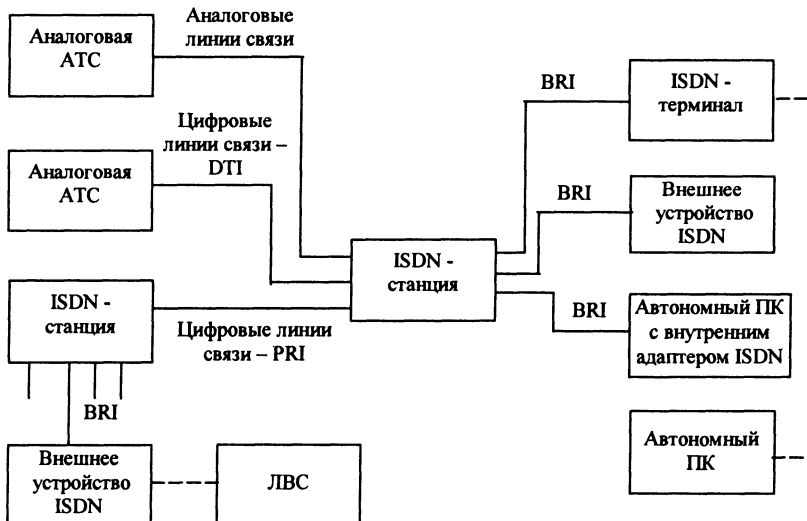 Аналоговая
АТС
Аналоговые
линии связи
Аналоговая
АТС
Цифровые
линии связи –
DTI
ISDN -
станция
Цифровые линии
связи – PRI
BRI
Внешнее
устройство
ISDN
ЛВС
ISDN -
станция
BRI
ISDN -
терминал
BRI
Внешнее
устройство
ISDN
BRI
Автономный ПК
с внутренним
адаптером ISDN
Автономный
ПК